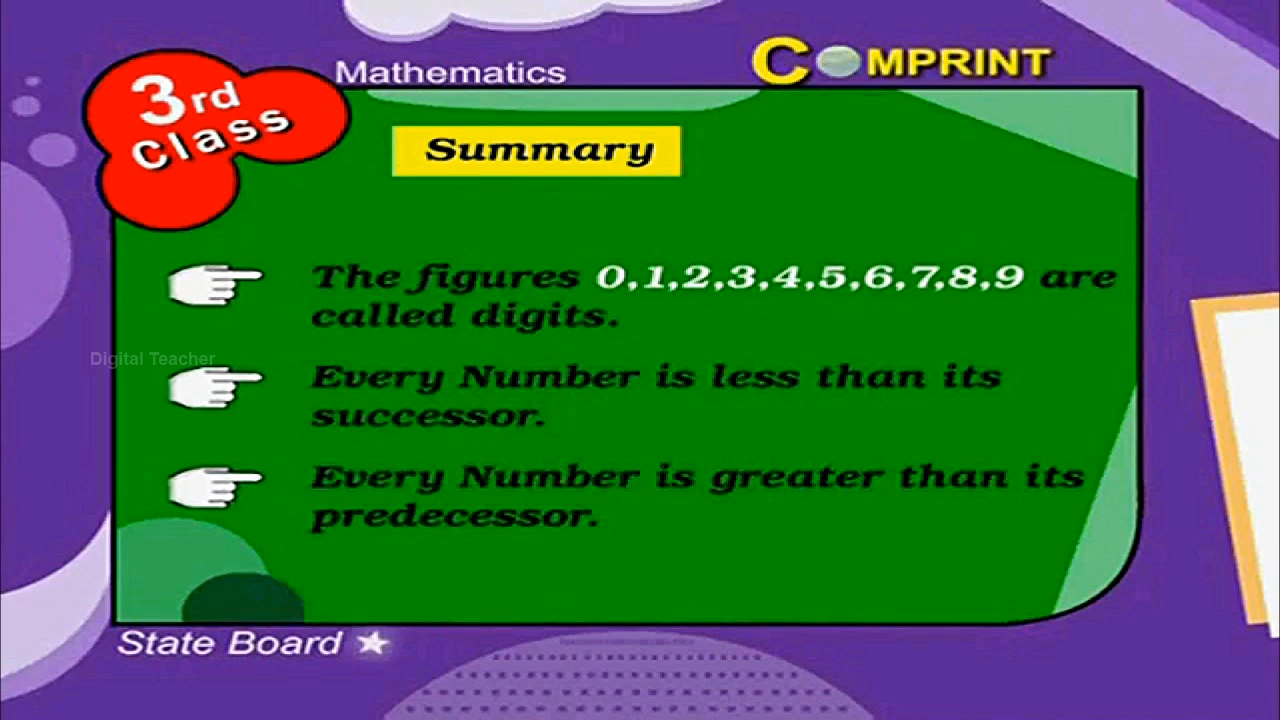 Mathematics
COMPRINT
3rd
Class
Summary
The figures 0,1,2,3,4,5,6,7,8,9 are
called digits.
Digital Teacher
Every Number is less than its
successor.
Every Number is greater than its
predecessor.
State Board